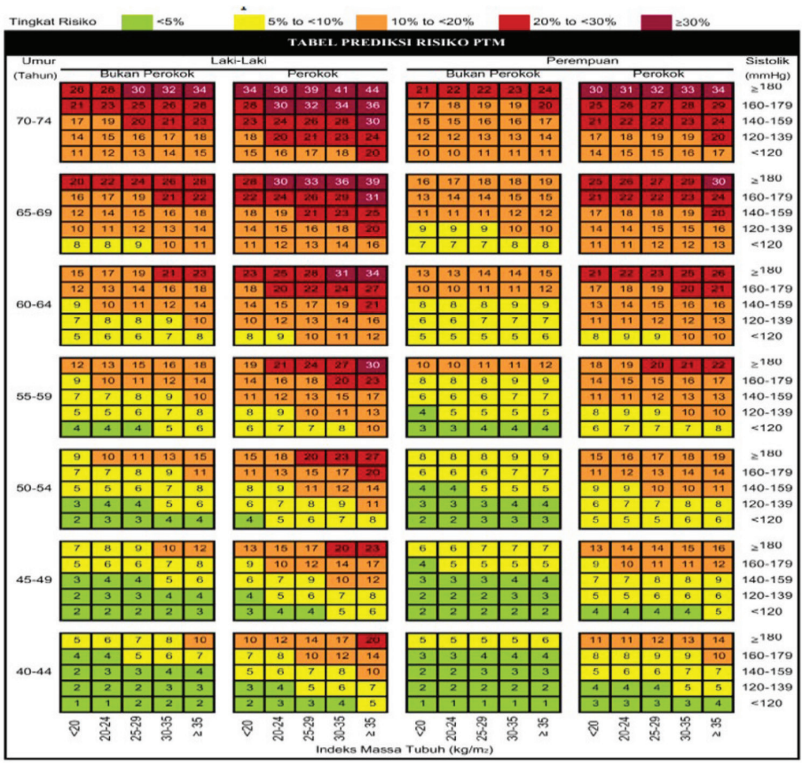 Tingkat Risiko <5% 5% to <10% 10% to <20% 20% to <30% ≥30%
TABEL PREDIKSI RISIKO PTM
Umur Laki-Laki Perempuan Sistolik
(Tahun) Bukan Perokok Perokok Bukan Perokok Perokok (mmHg)
26 28 30 32 34 34 36 39 41 44 21 22 22 23 24 30 31 32 33 34 ≥180
21 23 25 26 28 28 30 32 34 36 17 18 19 19 20 25 26 27 28 29 160-179
70-74 17 19 20 21 23 23 24 26 28 30 15 15 16 16 17 21 22 22 23 24 140-159
14 15 16 17 18 18 20 21 23 24 12 12 13 13 14 17 18 19 19 20 120-139
11 12 13 14 15 15 16 17 18 20 10 10 11 11 11 14 15 15 16 17 <120
20 22 24 26 28 28 30 33 36 39 16 17 18 18 19 25 26 27 29 30 ≥180
16 17 19 21 22 22 24 26 29 31 13 14 14 15 15 21 22 22 23 24 160-179
65-69 12 14 15 16 18 18 19 21 23 25 11 11 11 12 12 17 18 18 19 20 140-159
10 11 12 13 14 14 15 16 18 20 9 9 9 10 10 14 14 15 15 16 120-139
8 8 9 10 11 11 12 13 14 16 7 7 7 8 8 11 11 12 12 13 <120
15 17 19 21 23 23 25 28 31 34 13 13 14 14 15 21 22 23 25 26 ≥180
12 13 14 16 18 18 20 22 24 27 10 10 11 11 12 17 18 19 20 21 160-179
60-64 9 10 11 12 14 14 15 17 19 21 8 8 8 9 9 13 14 15 16 16 140-159
7 8 8 9 10 10 12 13 14 16 6 6 7 7 7 11 11 12 12 13 120-139
5 6 6 7 8 8 9 10 11 12 5 5 5 5 6 8 9 9 10 10 <120
12 13 15 16 18 19 21 24 27 30 10 10 11 11 12 18 19 20 21 22 ≥180
9 10 11 12 14 14 16 18 20 23 8 8 8 9 9 14 15 15 16 17 160-179
55-59 7 7 8 9 10 11 12 13 15 17 6 6 6 7 7 11 12 12 13 13 140-159
5 5 6 7 8 8 9 10 11 13 4 5 5 5 5 8 9 9 10 10 120-139
4 4 4 5 6 6 7 7 8 10 3 3 4 4 4 6 7 7 7 8 <120
9 10 11 13 15 15 18 20 23 27 8 8 8 9 9 15 16 17 18 19 ≥180
7 7 8 9 11 11 13 15 17 20 6 6 6 7 7 11 12 13 14 14 160-179
50-54 5 5 6 7 8 8 9 11 12 14 4 4 5 5 5 9 9 10 10 11 140-159
3 4 4 5 6 6 7 8 9 11 3 3 3 4 4 6 7 7 8 8 120-139
2 3 3 4 4 4 5 6 7 8 2 2 3 3 3 5 5 5 6 6 <120
7 8 9 10 12 13 15 17 20 23 6 6 7 7 7 13 14 14 15 16 ≥180
5 6 6 7 8 9 10 12 14 17 4 5 5 5 5 9 10 11 11 12 160-179
45-49 3 4 4 5 6 6 7 9 10 12 3 3 3 4 4 7 7 8 8 9 140-159
2 3 3 4 4 4 5 6 7 8 2 2 3 3 3 5 5 6 6 6 120-139
2 2 2 2 3 3 4 4 5 6 2 2 2 2 2 4 4 4 4 5 <120
5 6 7 8 10 10 12 14 17 20 5 5 5 5 6 11 11 12 13 14 ≥180
4 4 5 6 7 7 8 10 12 14 3 3 4 4 4 8 8 9 9 10 160-179
40-44 2 3 3 4 4 5 6 7 8 10 2 3 3 3 3 5 6 6 7 7 140-159
2 2 2 3 3 3 4 5 6 7 2 2 2 2 2 4 4 4 5 5 120-139
1 1 2 2 2 2 3 3 4 5 1 1 1 1 1 3 3 3 3 4 <120
<20 20-24 25-29 30-35 ≥ 35 <20 20-24 25-29 30-35 ≥ 35 <20 20-24 25-29 30-35 ≥ 35 <20 20-24 25-29 30-35 ≥ 35
Indeks Massa Tubuh (kg/m2)